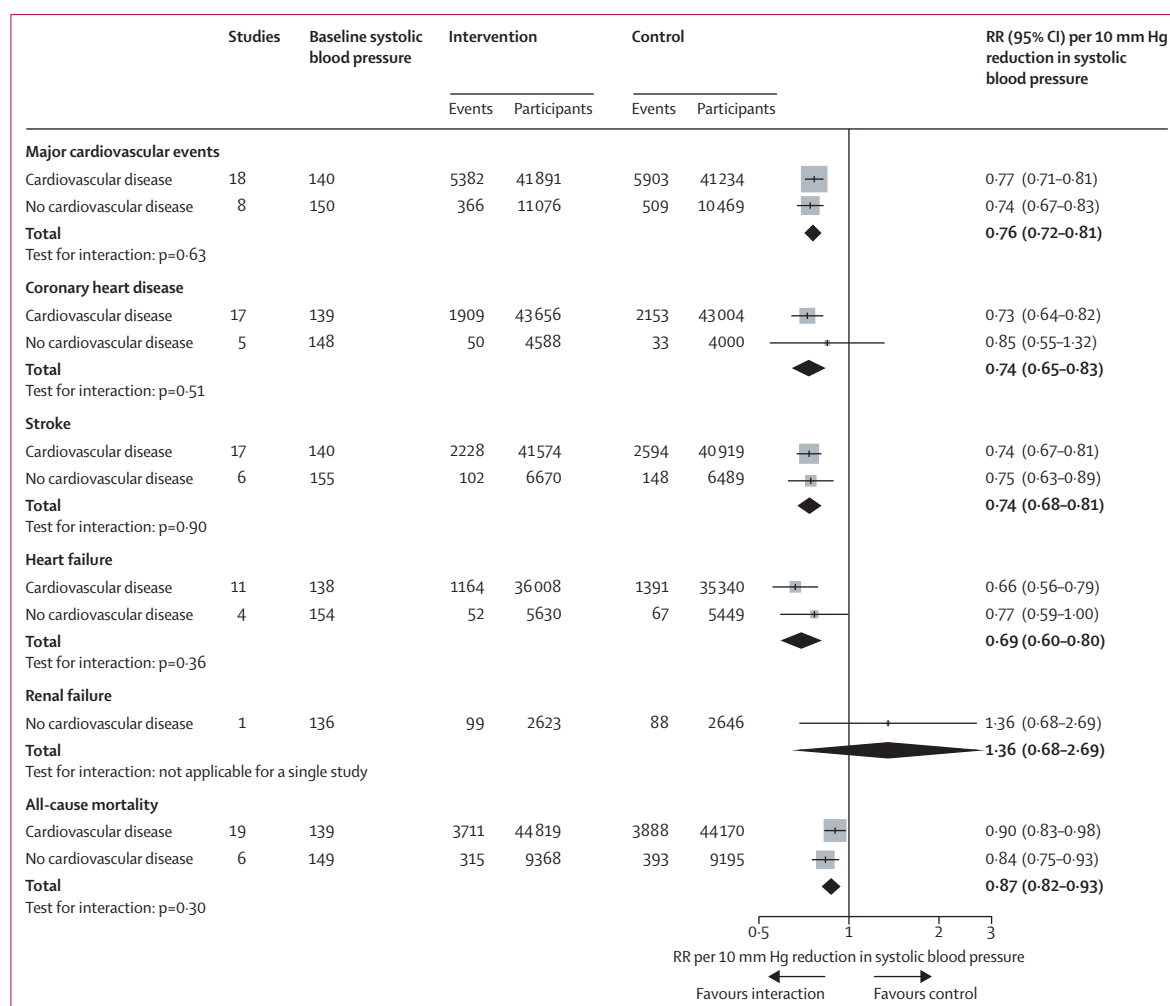 Studies Baseline systolic Intervention Control RR (95% CI) per 10 mm Hg
blood pressure reduction in systolic
blood pressure
Events Participants Events Participants
Major cardiovascular events
Cardiovascular disease 18 140 5382 41891 5903 41234 0·77 (0·71–0·81)
No cardiovascular disease 8 150 366 11076 509 10469 0·74 (0·67–0·83)
Total 0·76 (0·72–0·81)
Test for interaction: p=0·63
Coronary heart disease
Cardiovascular disease 17 139 1909 43656 2153 43004 0·73 (0·64–0·82)
No cardiovascular disease 5 148 50 4588 33 4000 0·85 (0·55–1·32)
Total 0·74 (0·65–0·83)
Test for interaction: p=0·51
Stroke
Cardiovascular disease 17 140 2228 41574 2594 40919 0·74 (0·67–0·81)
No cardiovascular disease 6 155 102 6670 148 6489 0·75 (0·63–0·89)
Total 0·74 (0·68–0·81)
Test for interaction: p=0·90
Heart failure
Cardiovascular disease 11 138 1164 36008 1391 35340 0·66 (0·56–0·79)
No cardiovascular disease 4 154 52 5630 67 5449 0·77 (0·59–1·00)
Total 0·69 (0·60–0·80)
Test for interaction: p=0·36
Renal failure
No cardiovascular disease 1 136 99 2623 88 2646 1·36 (0·68–2·69)
Total 1·36 (0·68–2·69)
Test for interaction: not applicable for a single study
All-cause mortality
Cardiovascular disease 19 139 3711 44819 3888 44170 0·90 (0·83–0·98)
No cardiovascular disease 6 149 315 9368 393 9195 0·84 (0·75–0·93)
Total 0·87 (0·82–0·93)
Test for interaction: p=0·30
0·5 1 2 3
RR per 10 mm Hg reduction in systolic blood pressure
Favours interaction Favours control